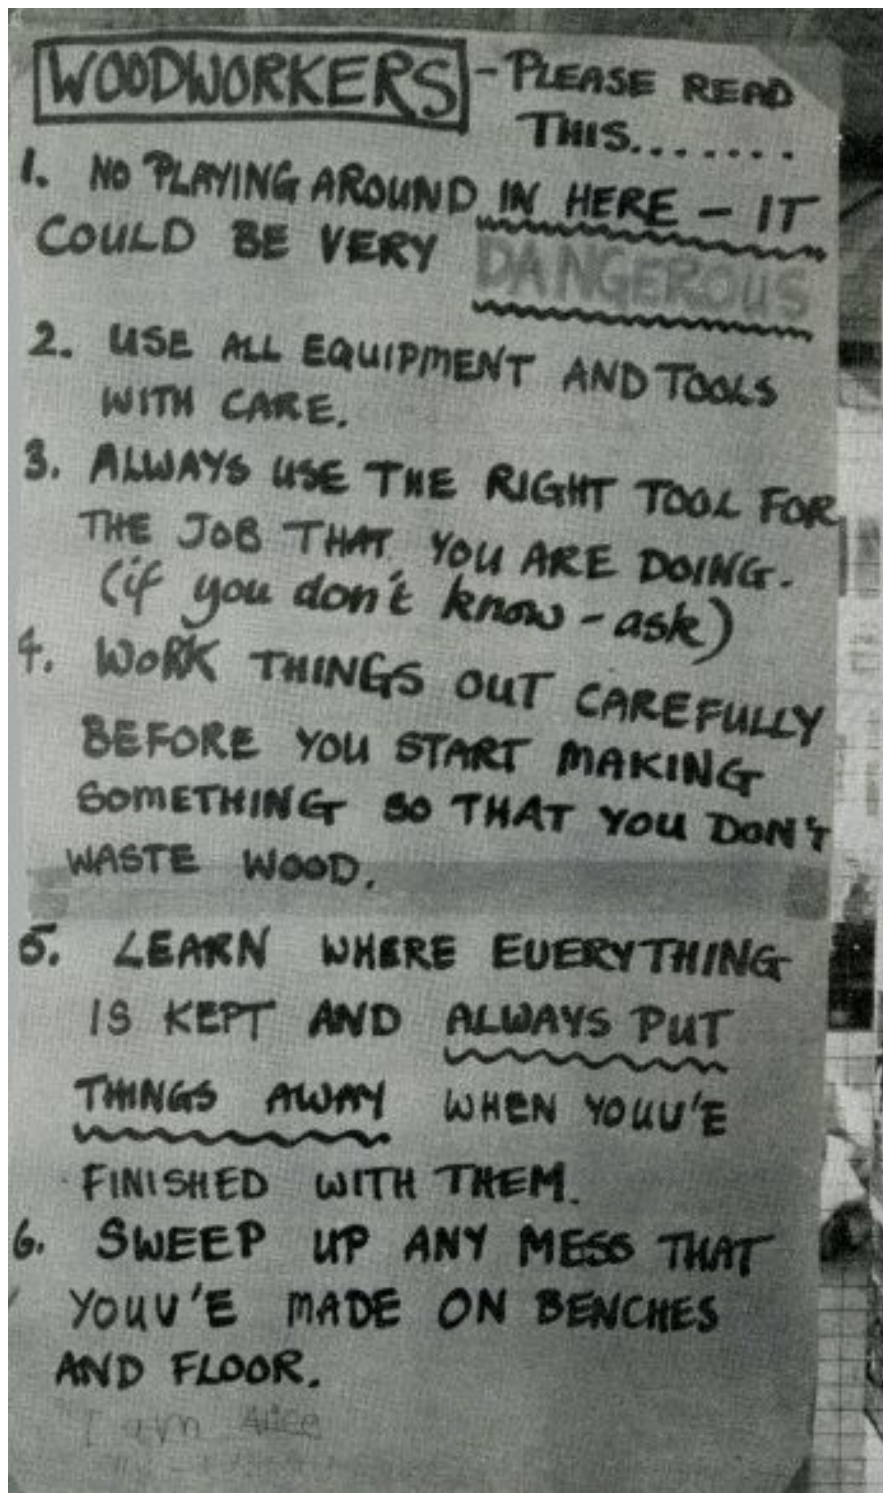 WOODWORKERS - PLEASE READ
THIS.......
1. NO PLAYING AROUND IN HERE - IT
COULD BE VERY DANGEROUS
2. USE ALL EQUIPMENT AND TOOLS
WITH CARE.
3. ALWAYS USE THE RIGHT TOOL FOR
THE JOB THAT YOU ARE DOING.
(if you don't know - ask)
4. WORK THINGS OUT CAREFULLY
BEFORE YOU START MAKING
SOMETHING SO THAT YOU DON'T
WASTE WOOD.
5. LEARN WHERE EVERYTHING
IS KEPT AND ALWAYS PUT
THINGS AWAY WHEN YOUV'E
FINISHED WITH THEM.
6. SWEEP UP ANY MESS THAT
YOUV'E MADE ON BENCHES
AND FLOOR.
I am Alice